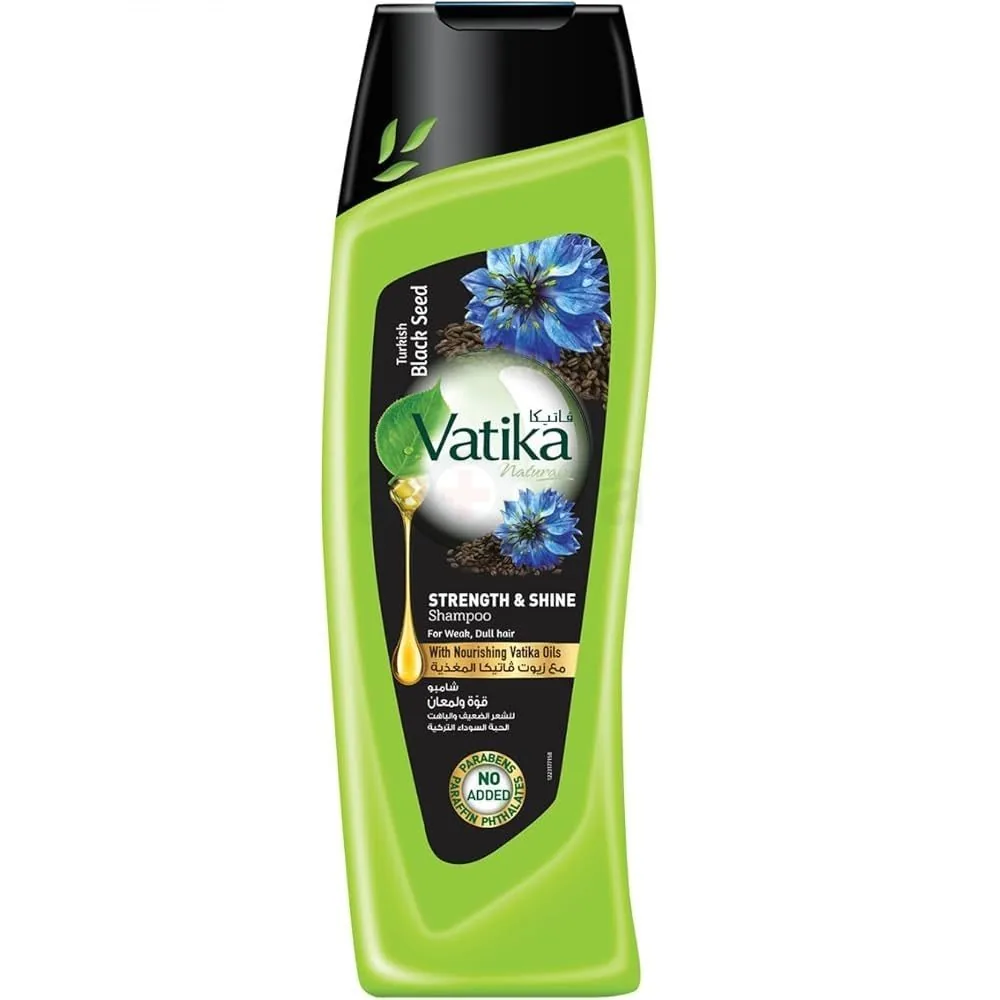 Turkish
Black Seed
فاتيكا
Vatika
Naturals
STRENGTH & SHINE
Shampoo
For Weak, Dull hair
With Nourishing Vatika Oils
مع زيوت ڤاتيكا المغذية
شامبو
قوّة ولمعان
للشعر الضعيف والباهت
الحبة السوداء التركية
PARABENS
PARAFFIN PHTHALATES
NO
ADDED